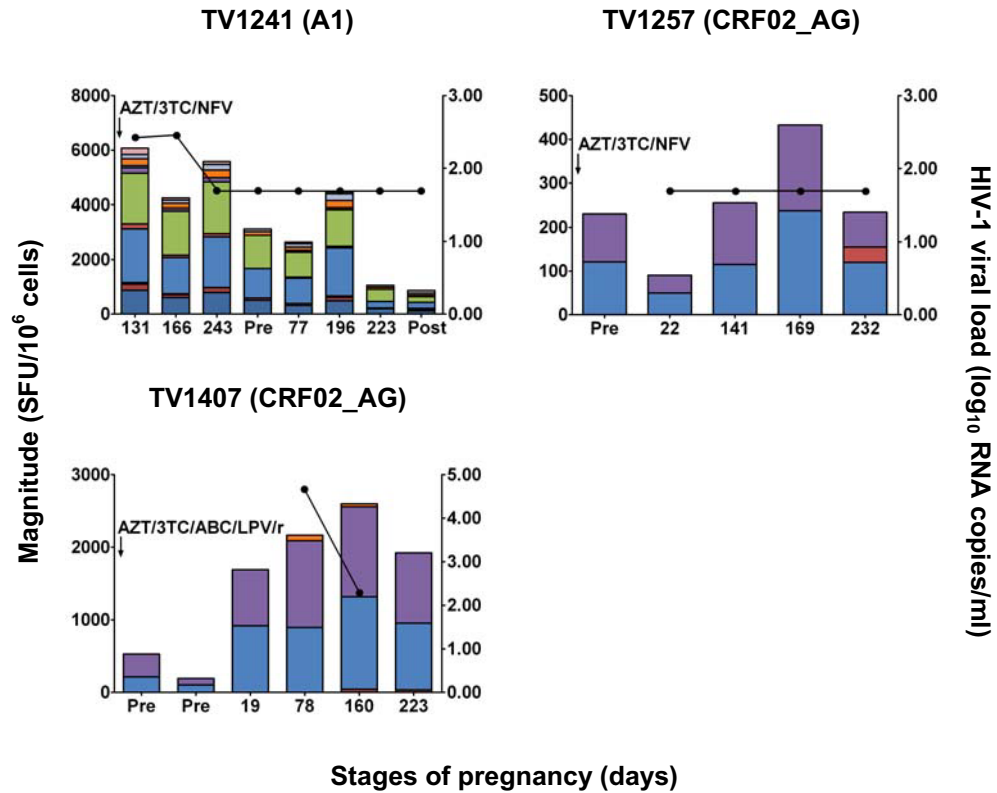 TV1241 (A1)
TV1257 (CRF02_AG)
8000
6000
4000
2000
0
3.00
2.00
1.00
0.00
AZT/3TC/NFV
131 166 243 Pre 77 196 223 Post
500
400
300
200
100
0
3.00
2.00
1.00
0.00
AZT/3TC/NFV
Pre 22 141 169 232
TV1407 (CRF02_AG)
3000
2000
1000
0
5.00
4.00
3.00
2.00
1.00
0.00
AZT/3TC/ABC/LPV/r
Pre Pre 19 78 160 223
Magnitude (SFU/10⁶ cells)
HIV-1 viral load (log₁₀ RNA copies/ml)
Stages of pregnancy (days)